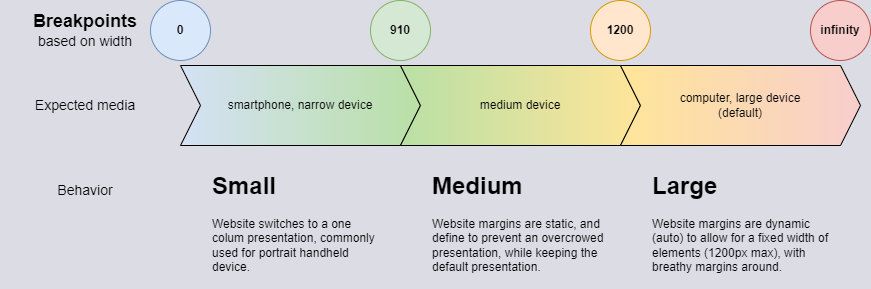 Breakpoints
based on width
0
910
1200
infinity
Expected media
smartphone, narrow device
medium device
computer, large device
(default)
Behavior
Small
Website switches to a one
colum presentation, commonly
used for portrait handheld
device.
Medium
Website margins are static, and
define to prevent an overcrowed
presentation, while keeping the
default presentation.
Large
Website margins are dynamic
(auto) to allow for a fixed width of
elements (1200px max), with
breathy margins around.